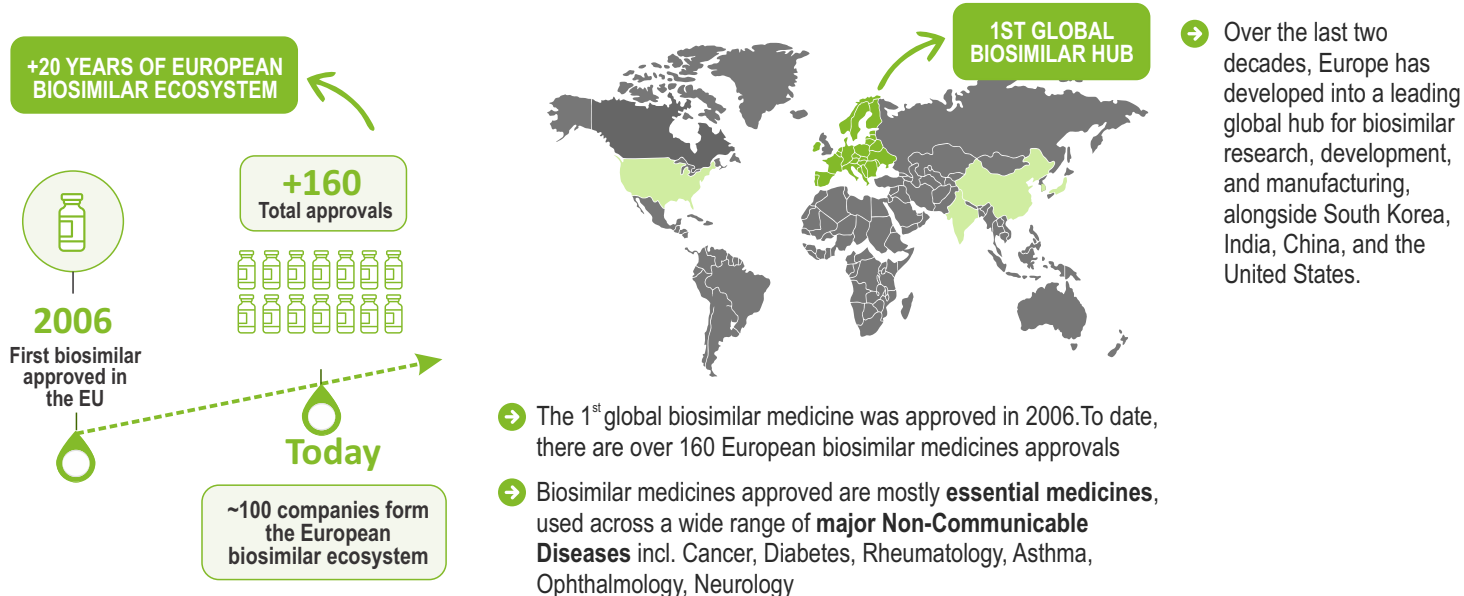 +20 YEARS OF EUROPEAN
BIOSIMILAR ECOSYSTEM
+160
Total approvals
2006
First biosimilar
approved in
the EU
Today
~100 companies form
the European
biosimilar ecosystem
1ST GLOBAL
BIOSIMILAR HUB
The 1st global biosimilar medicine was approved in 2006.To date,
there are over 160 European biosimilar medicines approvals
Biosimilar medicines approved are mostly essential medicines,
used across a wide range of major Non-Communicable
Diseases incl. Cancer, Diabetes, Rheumatology, Asthma,
Ophthalmology, Neurology
Over the last two
decades, Europe has
developed into a leading
global hub for biosimilar
research, development,
and manufacturing,
alongside South Korea,
India, China, and the
United States.